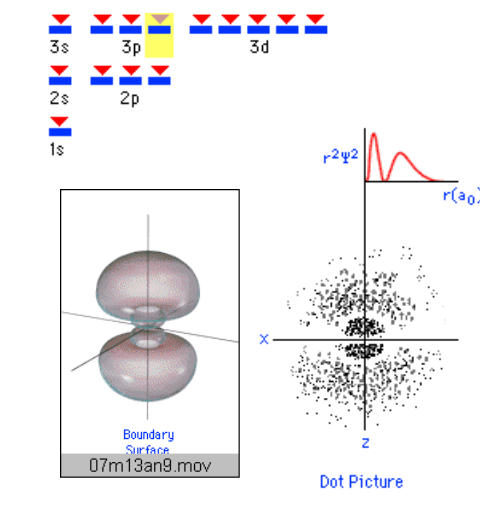 3s 3p 3d
2s 2p
1s
r²Ψ²
r(a₀)
X
Z
Boundary
Surface
07m13an9.mov
Dot Picture